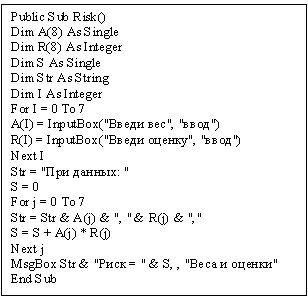 Public Sub Risk()
Dim A(8) As Single
Dim R(8) As Integer
Dim S As Single
Dim Str As String
Dim I As Integer
For I = 0 To 7
A(I) = InputBox("Введи вес", "ввод")
R(I) = InputBox("Введи оценку", "ввод")
Next I
Str = "При данных: "
S = 0
For j = 0 To 7
Str = Str & A(j) & ", " & R(j) & ","
S = S + A(j) * R(j)
Next j
MsgBox Str & "Риск = " & S, , "Веса и оценки"
End Sub